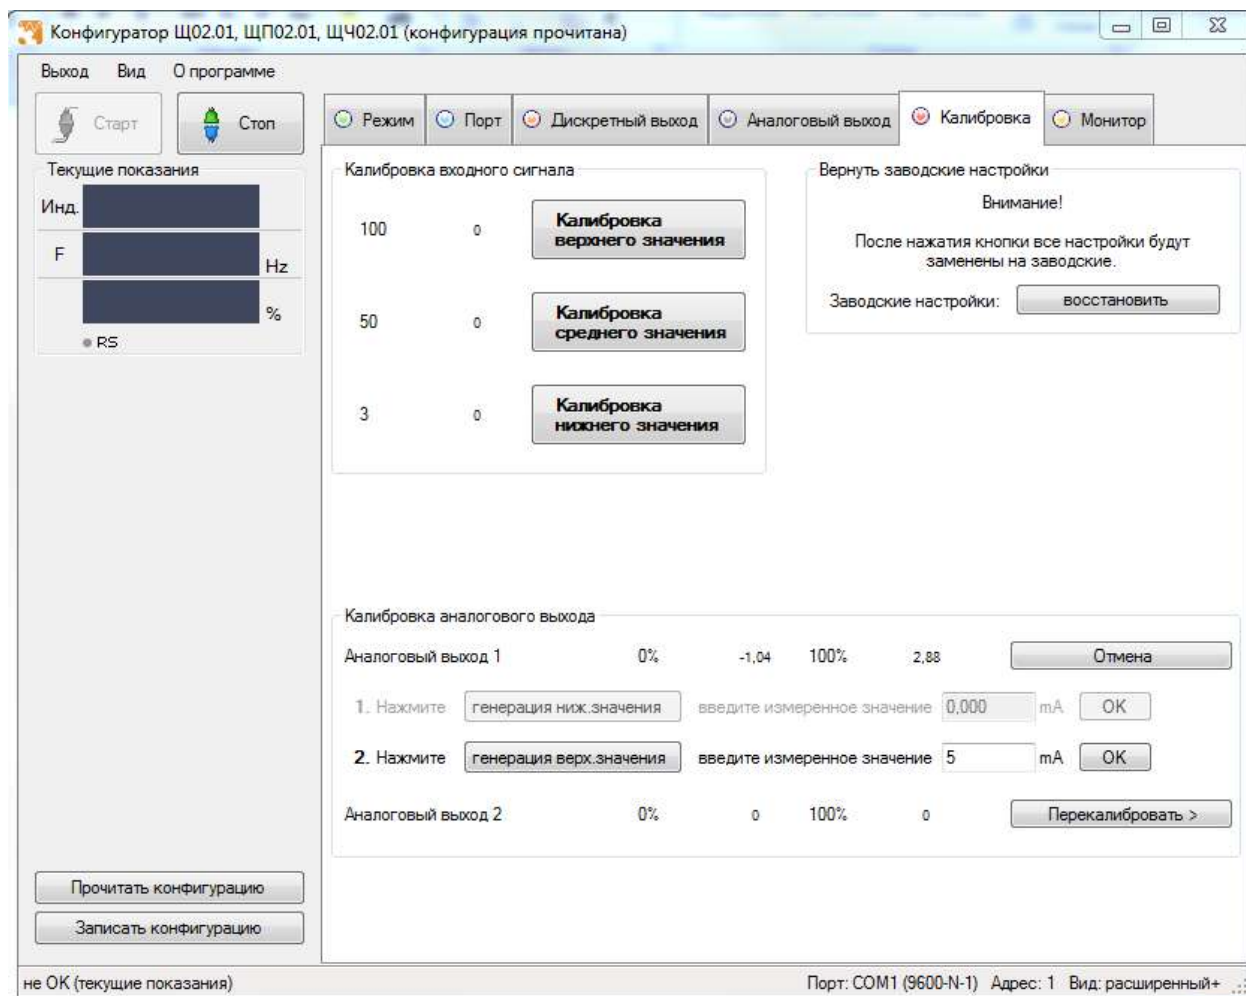 Конфигуратор Щ02.01, ЩП02.01, ЩЧ02.01 (конфигурация прочитана)
Выход Вид О программе
Старт Стоп
Режим Порт Дискретный выход Аналоговый выход Калибровка Монитор
Текущие показания
Инд.
F
Hz
%
RS
Калибровка входного сигнала
100 0 Калибровка
верхнего значения
50 0 Калибровка
среднего значения
3 0 Калибровка
нижнего значения
Вернуть заводские настройки
Внимание!
После нажатия кнопки все настройки будут
заменены на заводские.
Заводские настройки: восстановить
Калибровка аналогового выхода
Аналоговый выход 1 0% -1,04 100% 2,88 Отмена
1. Нажмите генерация ниж.значения введите измеренное значение 0,000 mA OK
2. Нажмите генерация верх.значения введите измеренное значение 5 mA OK
Аналоговый выход 2 0% 0 100% 0 Перекалибровать >
Прочитать конфигурацию
Записать конфигурацию
не ОК (текущие показания) Порт: COM1 (9600-N-1) Адрес: 1 Вид: расширенный+